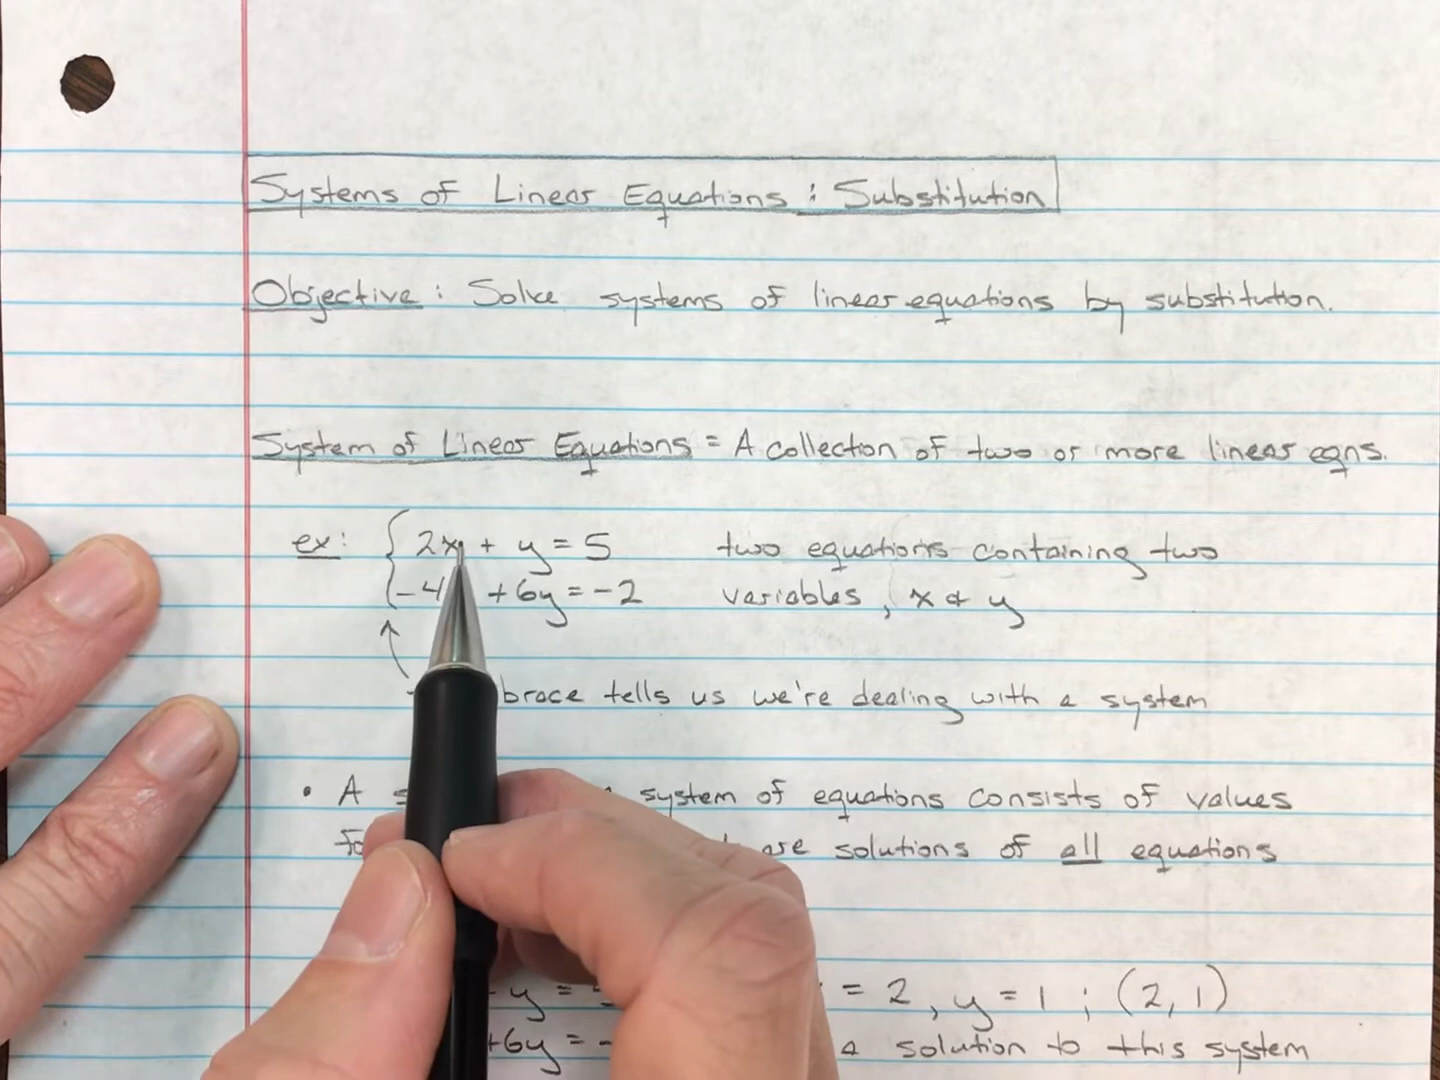 Systems of Linear Equations : Substitution
Objective : Solve systems of linear equations by substitution.
System of Linear Equations = A collection of two or more linear eqns.
ex: { 2x + y = 5 two equations containing two
-4 +6y = -2 variables, x & y
brace tells us we're dealing with a system
• A system of equations consists of values
are solutions of all equations
y = = 2, y = 1 ; (2, 1)
+6y = - a solution to this system